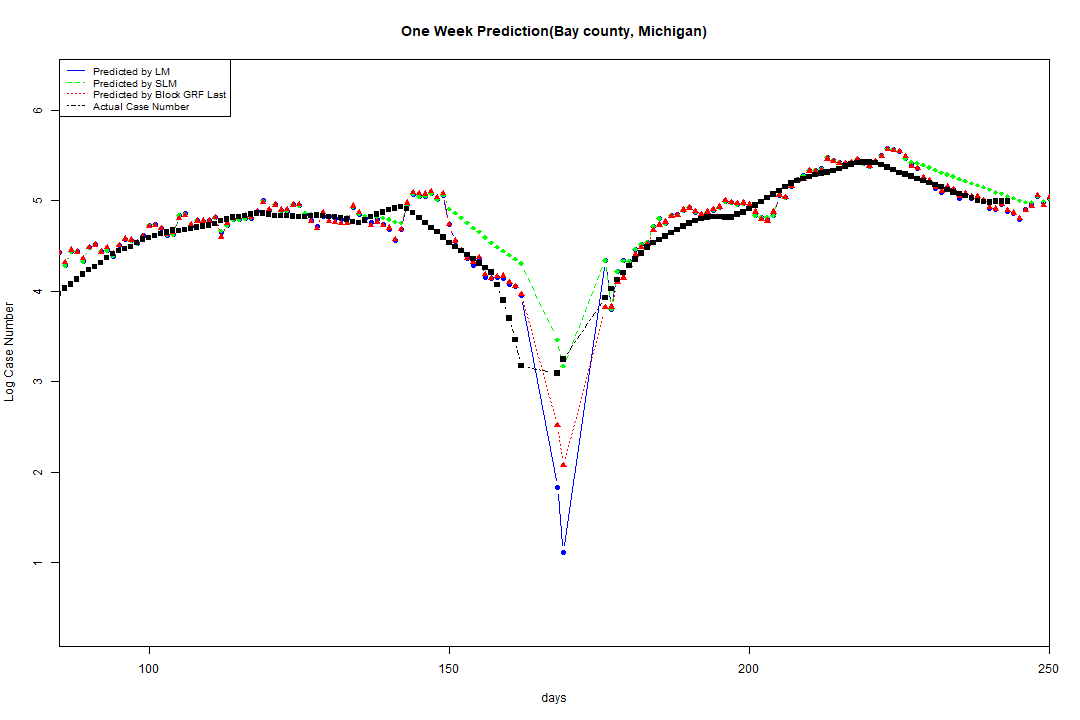 One Week Prediction(Bay county, Michigan)
Predicted by LM
Predicted by SLM
Predicted by Block GRF Last
Actual Case Number
6
5
4
3
2
1
Log Case Number
100 150 200 250
days